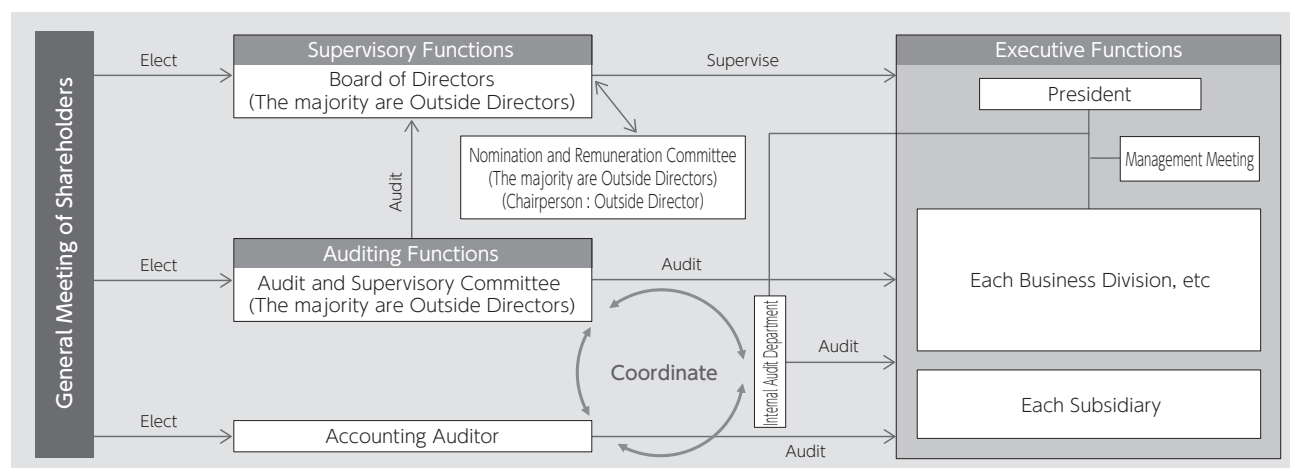 General Meeting of Shareholders
Elect
Supervisory Functions
Board of Directors
(The majority are Outside Directors)
Supervise
Nomination and Remuneration Committee
(The majority are Outside Directors)
(Chairperson : Outside Director)
Audit
Elect
Auditing Functions
Audit and Supervisory Committee
(The majority are Outside Directors)
Audit
Coordinate
Internal Audit Department
Audit
Elect
Accounting Auditor
Audit
Executive Functions
President
Management Meeting
Each Business Division, etc
Each Subsidiary